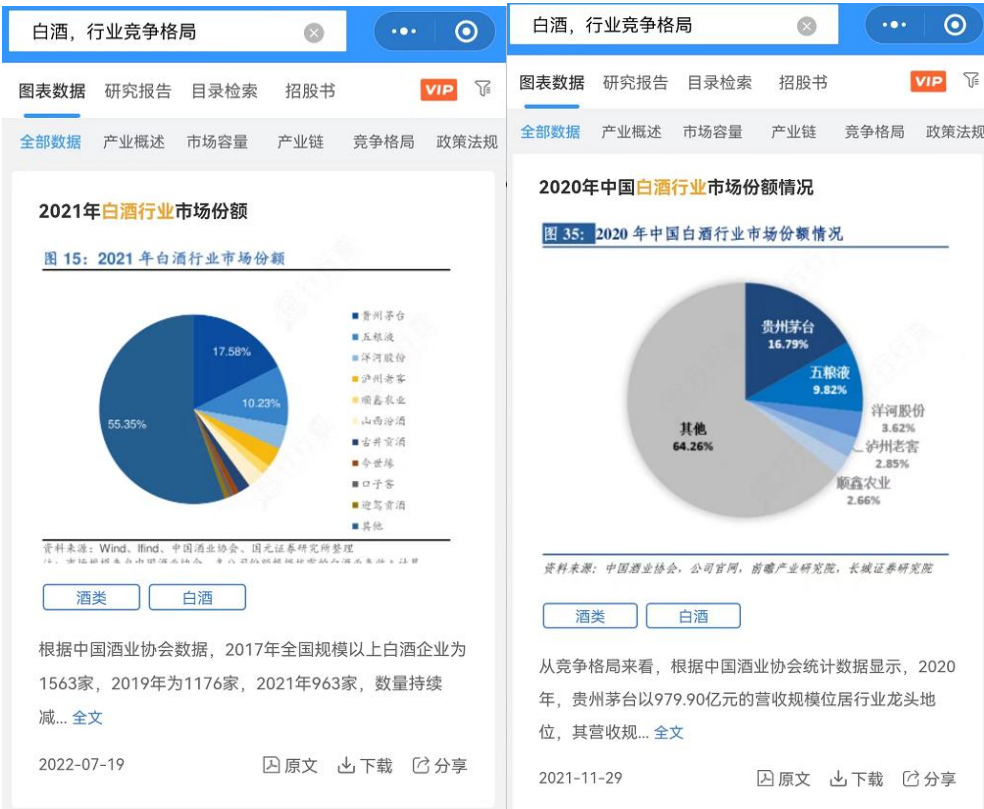 白酒，行业竞争格局
图表数据 研究报告 目录检索 招股书 VIP
全部数据 产业概述 市场容量 产业链 竞争格局 政策法规
2021年白酒行业市场份额
图 15：2021 年白酒行业市场份额
17.58%
10.23%
55.35%
贵州茅台
五粮液
洋河股份
泸州老窖
顺鑫农业
山西汾酒
古井贡酒
今世缘
口子窖
迎驾贡酒
其他
资料来源：Wind、Ifind、中国酒业协会、国元证券研究所整理
酒类 白酒
根据中国酒业协会数据，2017年全国规模以上白酒企业为
1563家，2019年为1176家，2021年963家，数量持续
减... 全文
2022-07-19 原文 下载 分享
白酒，行业竞争格局
图表数据 研究报告 目录检索 招股书 VIP
全部数据 产业概述 市场容量 产业链 竞争格局 政策法规
2020年中国白酒行业市场份额情况
图 35：2020 年中国白酒行业市场份额情况
贵州茅台
16.79%
五粮液
9.82%
洋河股份
3.62%
泸州老窖
2.85%
顺鑫农业
2.66%
其他
64.26%
资料来源：中国酒业协会，公司官网，前瞻产业研究院，长城证券研究院
酒类 白酒
从竞争格局来看，根据中国酒业协会统计数据显示，2020
年，贵州茅台以979.90亿元的营收规模位居行业龙头地
位，其营收规... 全文
2021-11-29 原文 下载 分享